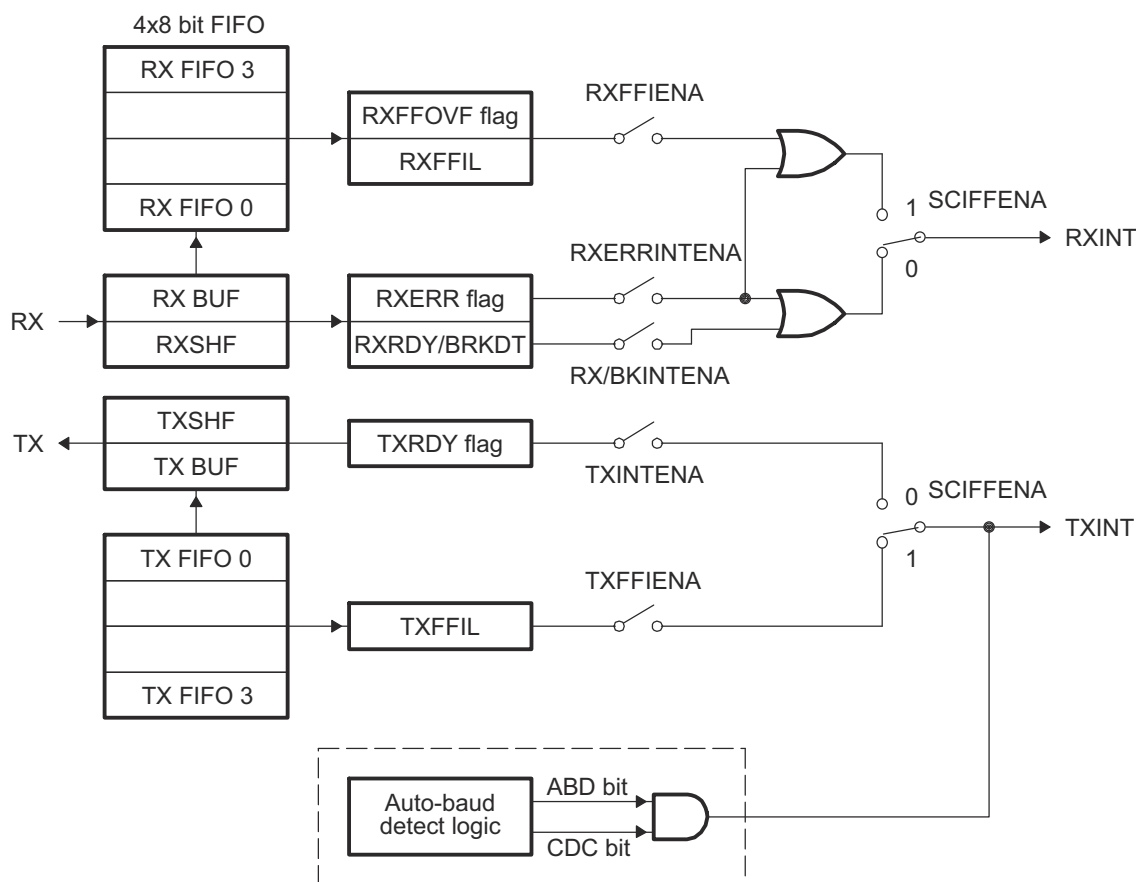 4x8 bit FIFO
RX FIFO 3
RX FIFO 0
RXFFOVF flag
RXFFIL
RXFFIENA
1
SCIFFENA
0
RXINT
RX
RX BUF
RXSHF
RXERR flag
RXRDY/BRKDT
RXERRINTENA
RX/BKINTENA
TX
TXSHF
TX BUF
TXRDY flag
TXINTENA
0
SCIFFENA
1
TXINT
TX FIFO 0
TX FIFO 3
TXFFIL
TXFFIENA
Auto-baud
detect logic
ABD bit
CDC bit